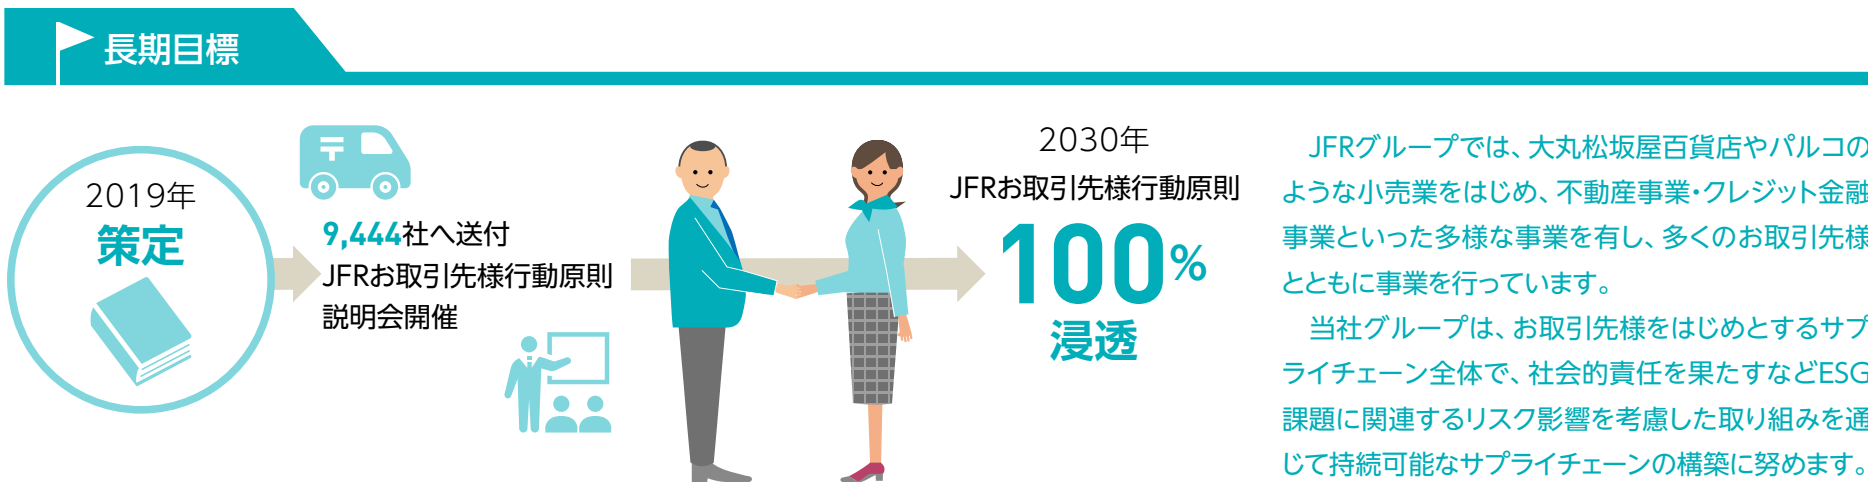 長期目標
2019年
策定
9,444社へ送付
JFRお取引先様行動原則
説明会開催
2030年
JFRお取引先様行動原則
100%
浸透
JFRグループでは、大丸松坂屋百貨店やパルコの
ような小売業をはじめ、不動産事業・クレジット金融
事業といった多様な事業を有し、多くのお取引先様
とともに事業を行っています。
当社グループは、お取引先様をはじめとするサプ
ライチェーン全体で、社会的責任を果たすなどESG
課題に関連するリスク影響を考慮した取り組みを通
じて持続可能なサプライチェーンの構築に努めます。